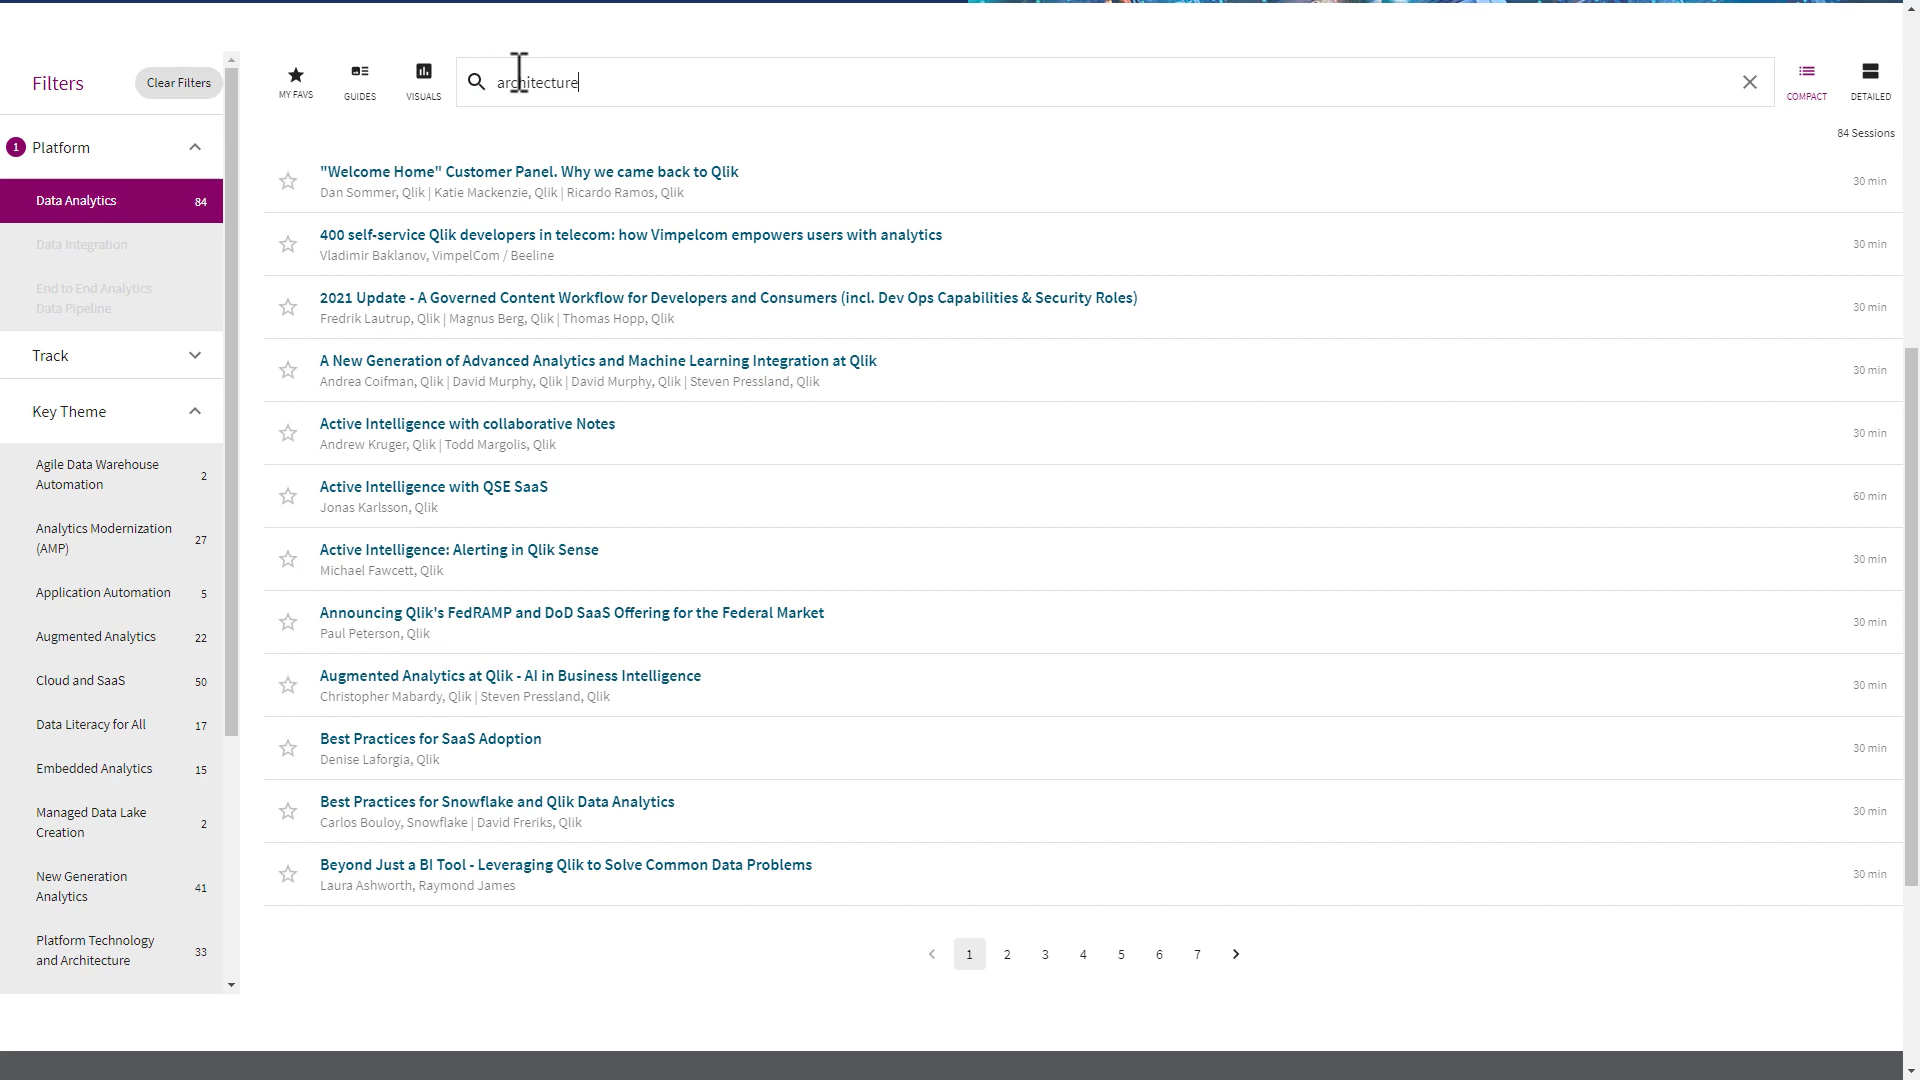 Filters
Clear Filters
1 Platform
Data Analytics 84
Data Integration
End to End Analytics
Data Pipeline
Track
Key Theme
Agile Data Warehouse
Automation 2
Analytics Modernization
(AMP) 27
Application Automation 5
Augmented Analytics 22
Cloud and SaaS 50
Data Literacy for All 17
Embedded Analytics 15
Managed Data Lake
Creation 2
New Generation
Analytics 41
Platform Technology
and Architecture 33
MY FAVS
GUIDES
VISUALS
architecture
COMPACT
DETAILED
84 Sessions
"Welcome Home" Customer Panel. Why we came back to Qlik
Dan Sommer, Qlik | Katie Mackenzie, Qlik | Ricardo Ramos, Qlik
30 min
400 self-service Qlik developers in telecom: how Vimpelcom empowers users with analytics
Vladimir Baklanov, VimpelCom / Beeline
30 min
2021 Update - A Governed Content Workflow for Developers and Consumers (incl. Dev Ops Capabilities & Security Roles)
Fredrik Lautrup, Qlik | Magnus Berg, Qlik | Thomas Hopp, Qlik
30 min
A New Generation of Advanced Analytics and Machine Learning Integration at Qlik
Andrea Coifman, Qlik | David Murphy, Qlik | David Murphy, Qlik | Steven Pressland, Qlik
30 min
Active Intelligence with collaborative Notes
Andrew Kruger, Qlik | Todd Margolis, Qlik
30 min
Active Intelligence with QSE SaaS
Jonas Karlsson, Qlik
60 min
Active Intelligence: Alerting in Qlik Sense
Michael Fawcett, Qlik
30 min
Announcing Qlik's FedRAMP and DoD SaaS Offering for the Federal Market
Paul Peterson, Qlik
30 min
Augmented Analytics at Qlik - AI in Business Intelligence
Christopher Mabardy, Qlik | Steven Pressland, Qlik
30 min
Best Practices for SaaS Adoption
Denise Laforgia, Qlik
30 min
Best Practices for Snowflake and Qlik Data Analytics
Carlos Bouloy, Snowflake | David Freriks, Qlik
30 min
Beyond Just a BI Tool - Leveraging Qlik to Solve Common Data Problems
Laura Ashworth, Raymond James
30 min
1 2 3 4 5 6 7